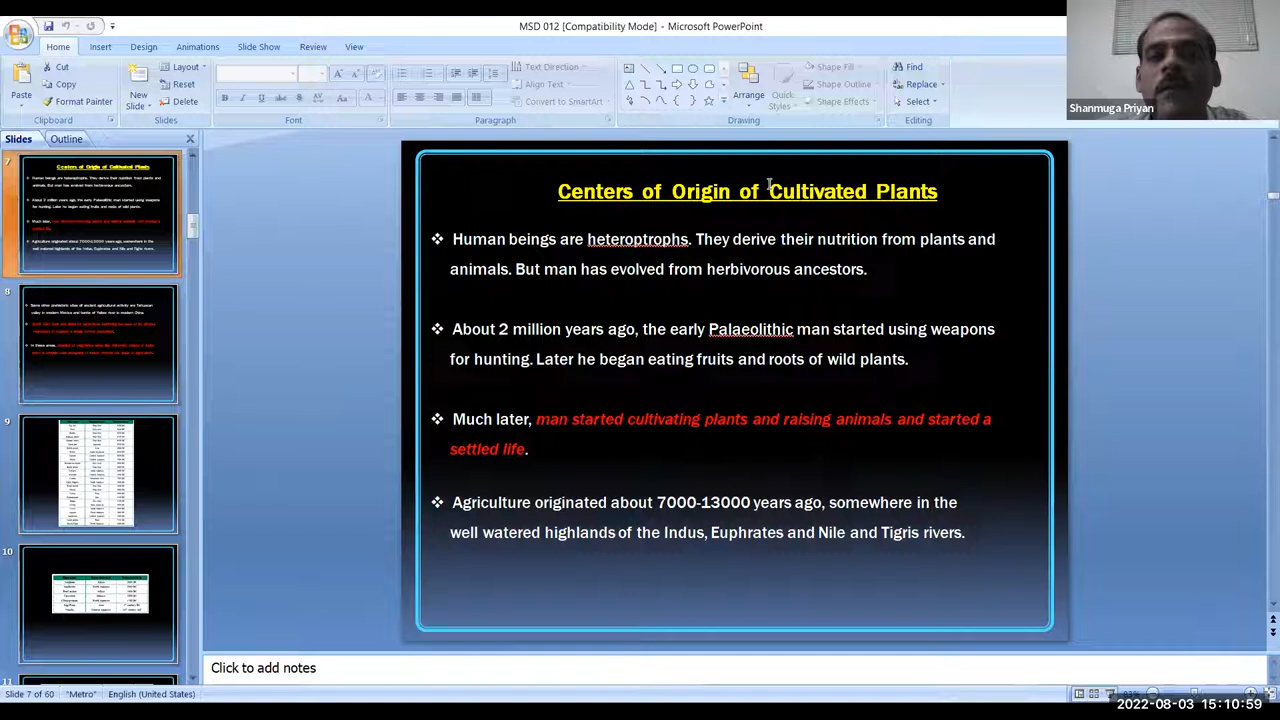 MSD 012 [Compatibility Mode] - Microsoft PowerPoint
Home Insert Design Animations Slide Show Review View
Cut Copy Format Painter Paste
Clipboard
Layout Reset Delete New Slide
Slides
Font
Text Direction Align Text Convert to SmartArt
Paragraph
Arrange Quick Styles Shape Fill Shape Outline Shape Effects
Drawing
Find Replace Select
Editing
Shanmuga Priyan
Slides Outline
7
8
9
10
11
Centers of Origin of Cultivated Plants
Human beings are heteroptrophs. They derive their nutrition from plants and
animals. But man has evolved from herbivorous ancestors.
About 2 million years ago, the early Palaeolithic man started using weapons
for hunting. Later he began eating fruits and roots of wild plants.
Much later, man started cultivating plants and raising animals and started a
settled life.
Agriculture originated about 7000-13000 years ago, somewhere in the
well watered highlands of the Indus, Euphrates and Nile and Tigris rivers.
Click to add notes
Slide 7 of 60 "Metro" English (United States)
2022-08-03 15:10:59